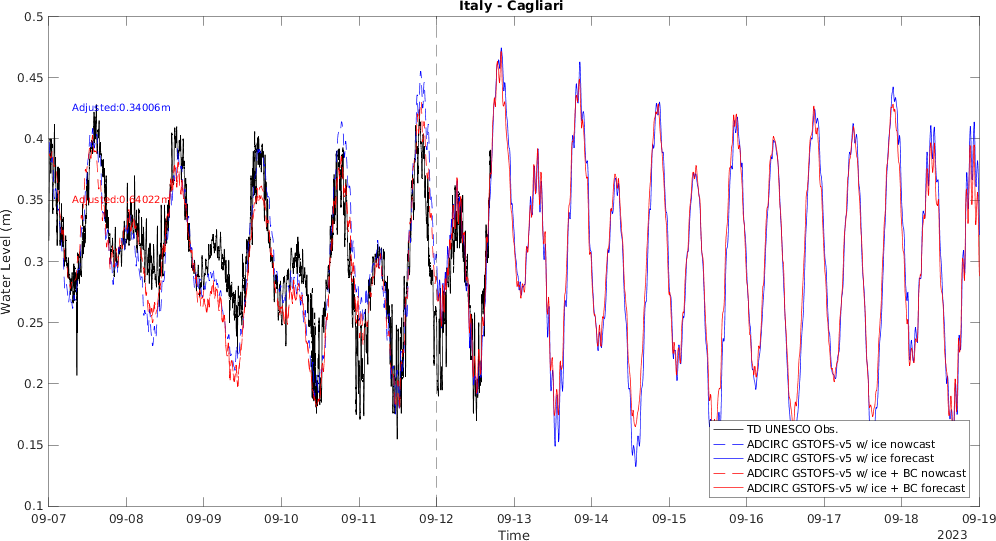 Italy - Cagliari
Water Level (m)
0.5
0.45
0.4
0.35
0.3
0.25
0.2
0.15
0.1
Adjusted:0.34006m
Adjusted:0.64022m
TD UNESCO Obs.
ADCIRC GSTOFS-v5 w/ ice nowcast
ADCIRC GSTOFS-v5 w/ ice forecast
ADCIRC GSTOFS-v5 w/ ice + BC nowcast
ADCIRC GSTOFS-v5 w/ ice + BC forecast
09-07 09-08 09-09 09-10 09-11 09-12 09-13 09-14 09-15 09-16 09-17 09-18 09-19
Time
2023